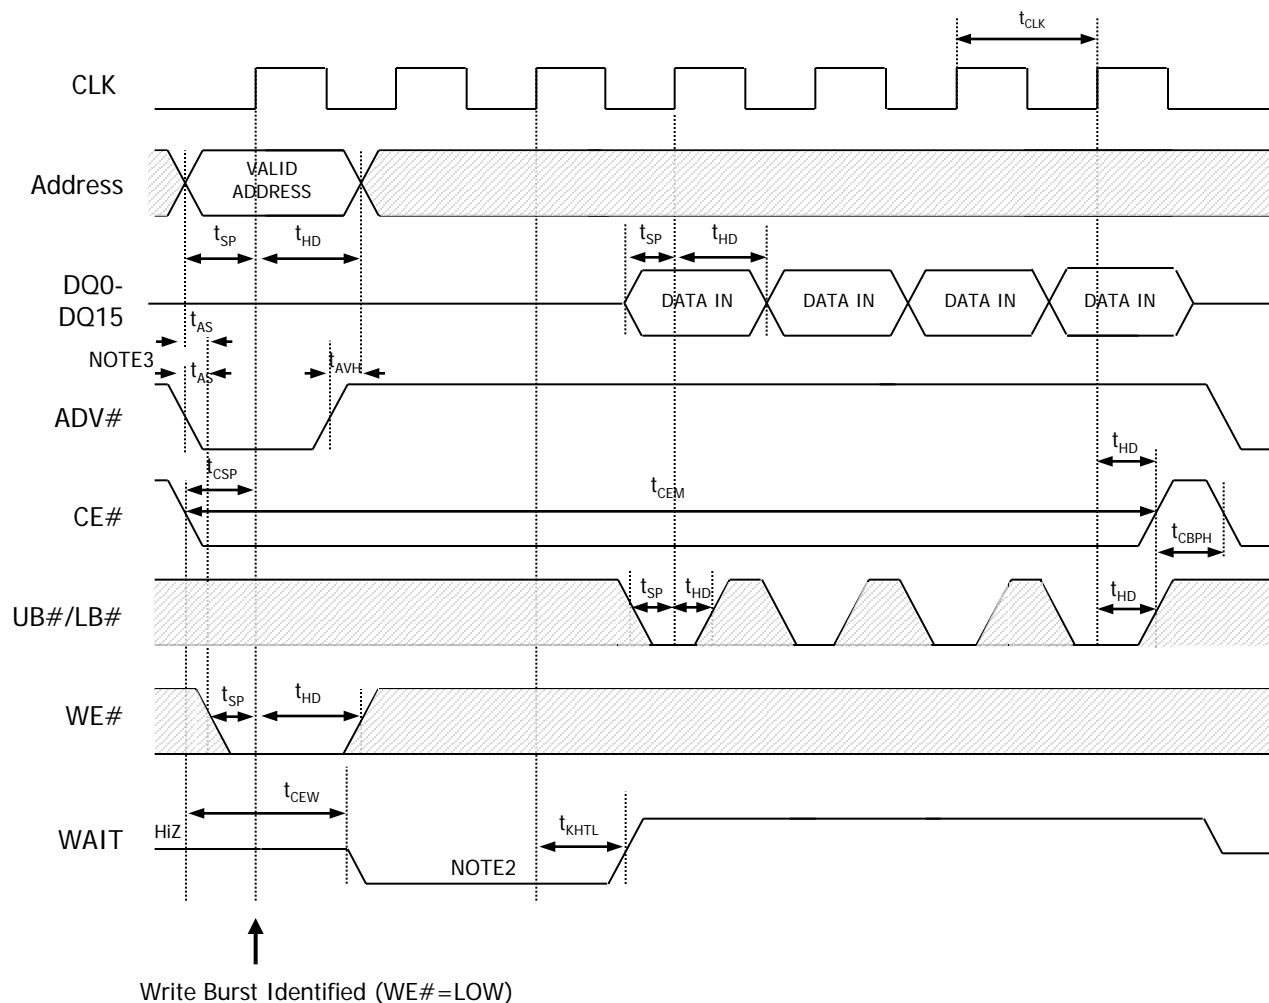 tCLK
CLK
Address
VALID
ADDRESS
tSP
tHD
tSP
tHD
DQ0-
DQ15
DATA IN
DATA IN
DATA IN
DATA IN
tAS
NOTE3
tAS
tAVH
ADV#
tHD
tCSP
tCEM
CE#
tCBPH
tSP
tHD
tHD
UB#/LB#
tSP
tHD
WE#
tCEW
HiZ
tKHTL
WAIT
NOTE2
Write Burst Identified (WE#=LOW)